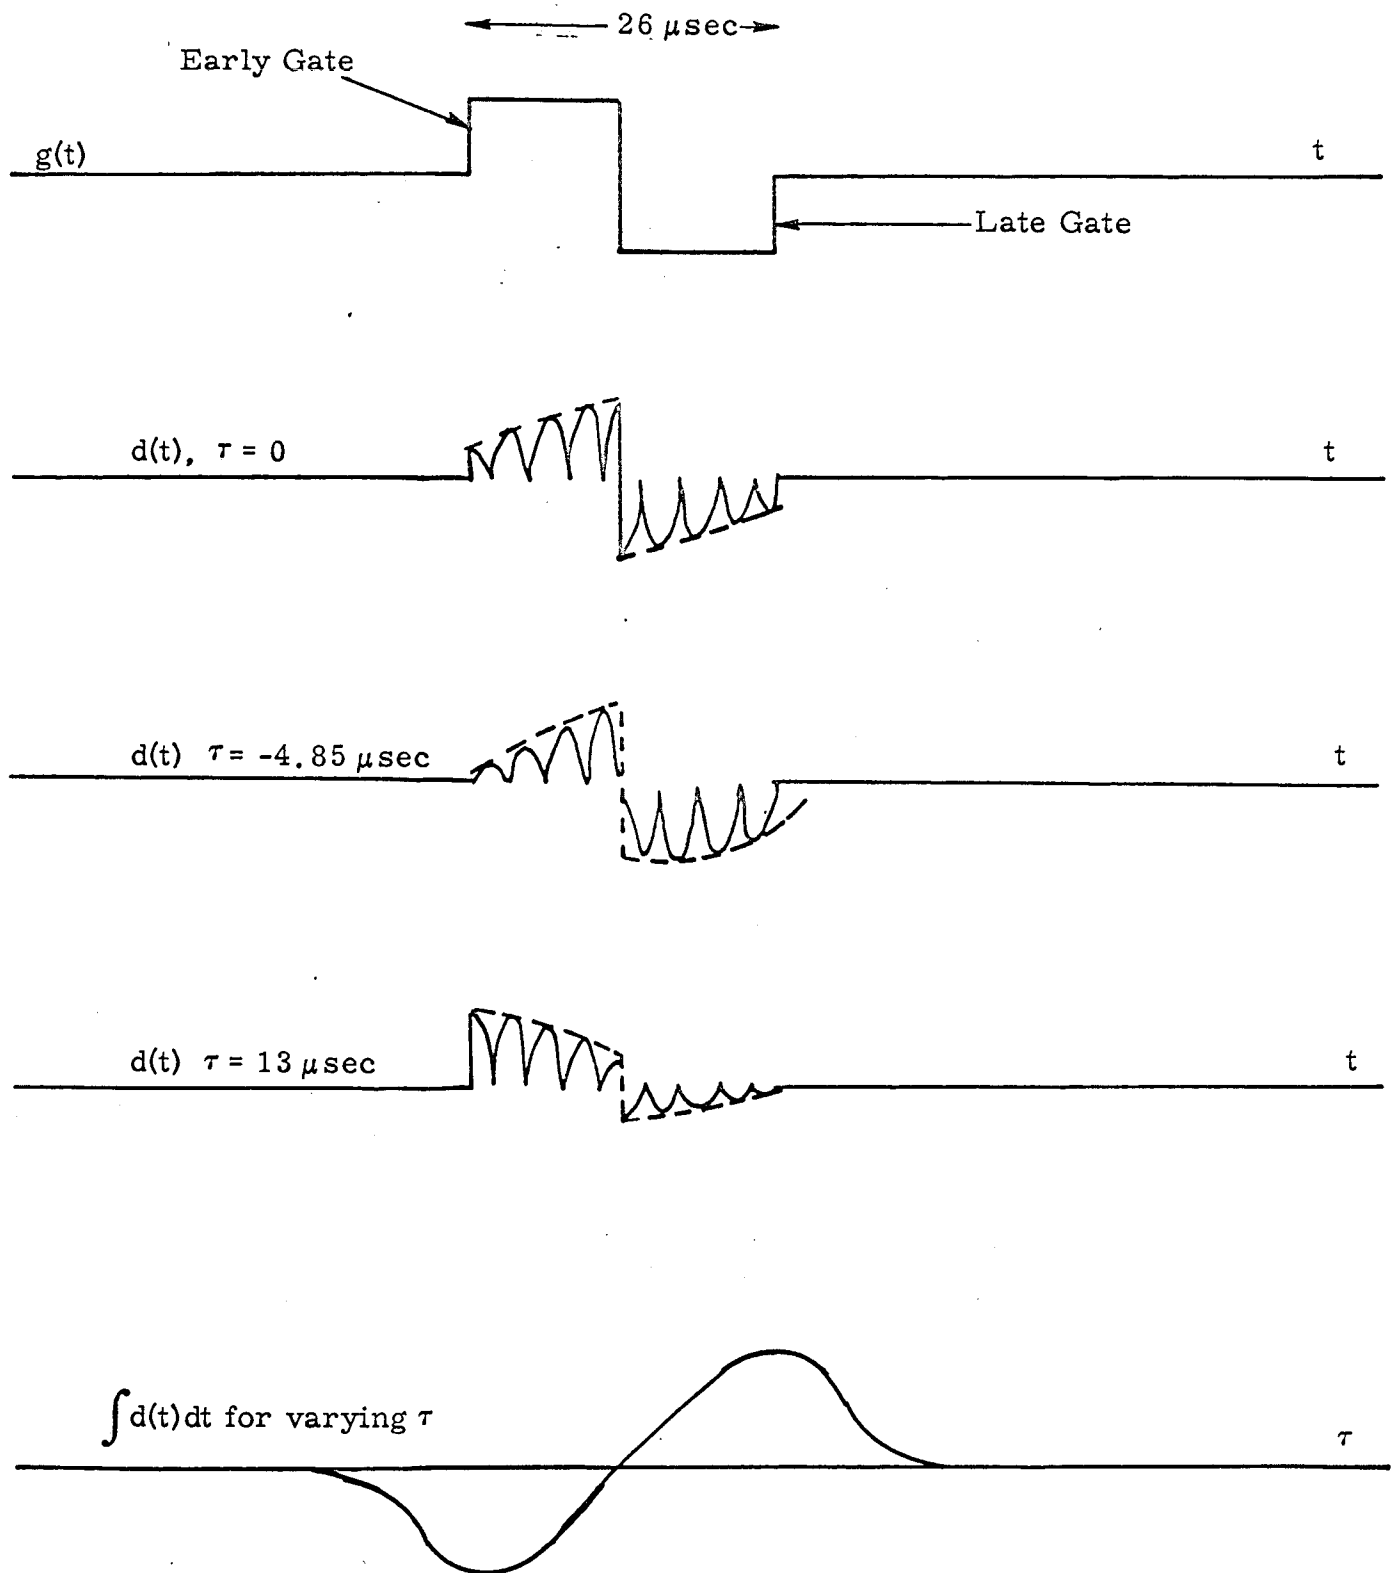 26 μsec
Early Gate
g(t)
t
Late Gate
d(t), τ = 0
t
d(t) τ = -4.85 μsec
t
d(t) τ = 13 μsec
t
∫d(t)dt for varying τ
τ